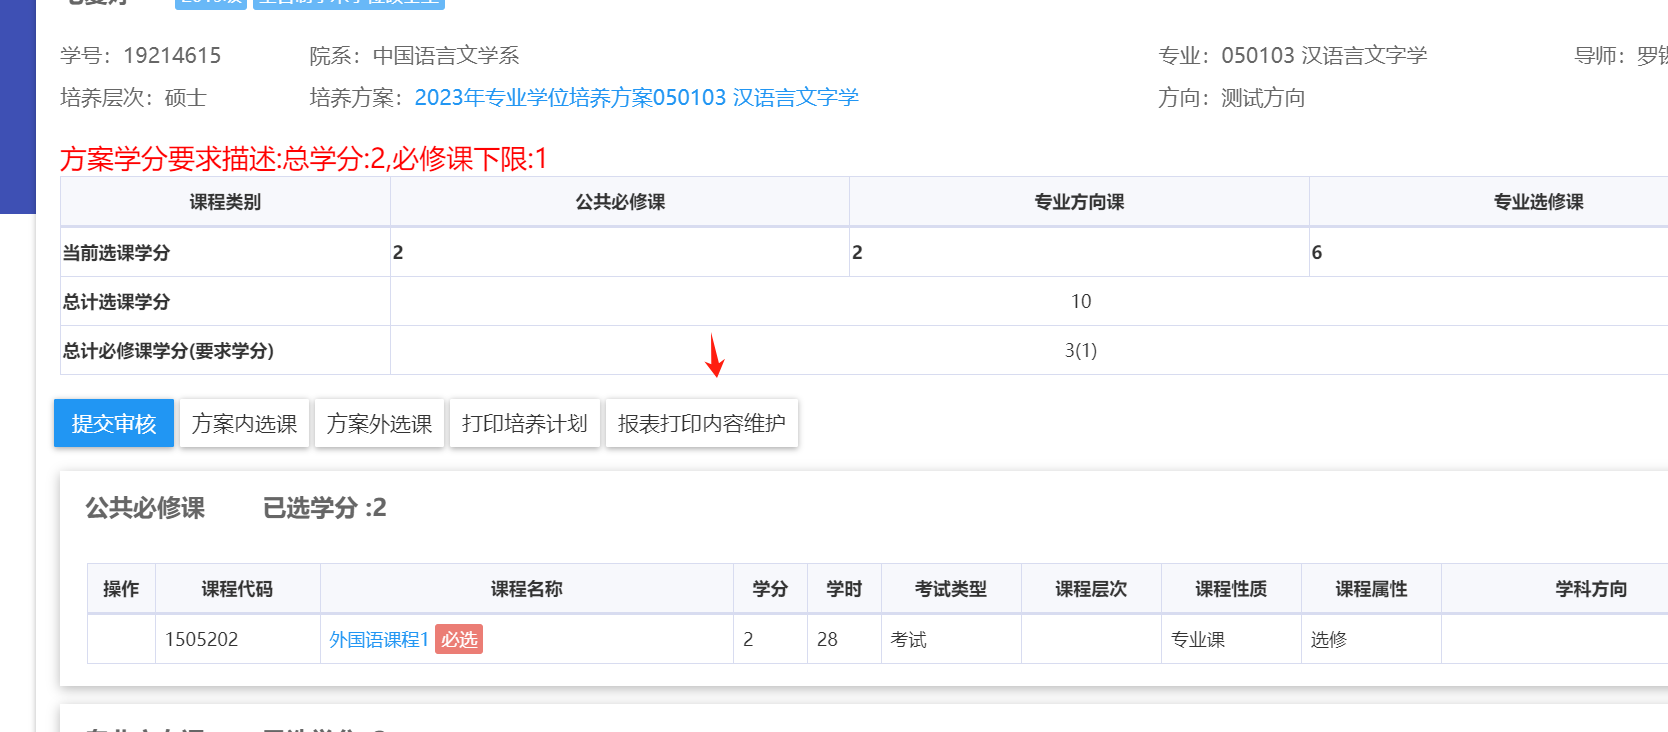 学号：19214615 院系：中国语言文学系 专业：050103 汉语言文字学 导师：罗
培养层次：硕士 培养方案：2023年专业学位培养方案050103 汉语言文字学 方向：测试方向
方案学分要求描述:总学分:2,必修课下限:1
课程类别 公共必修课 专业方向课 专业选修课
当前选课学分 2 2 6
总计选课学分 10
总计必修课学分(要求学分) 3(1)
提交审核 方案内选课 方案外选课 打印培养计划 报表打印内容维护
公共必修课 已选学分 :2
操作 课程代码 课程名称 学分 学时 考试类型 课程层次 课程性质 课程属性 学科方向
1505202 外国语课程1 必选 2 28 考试 专业课 选修